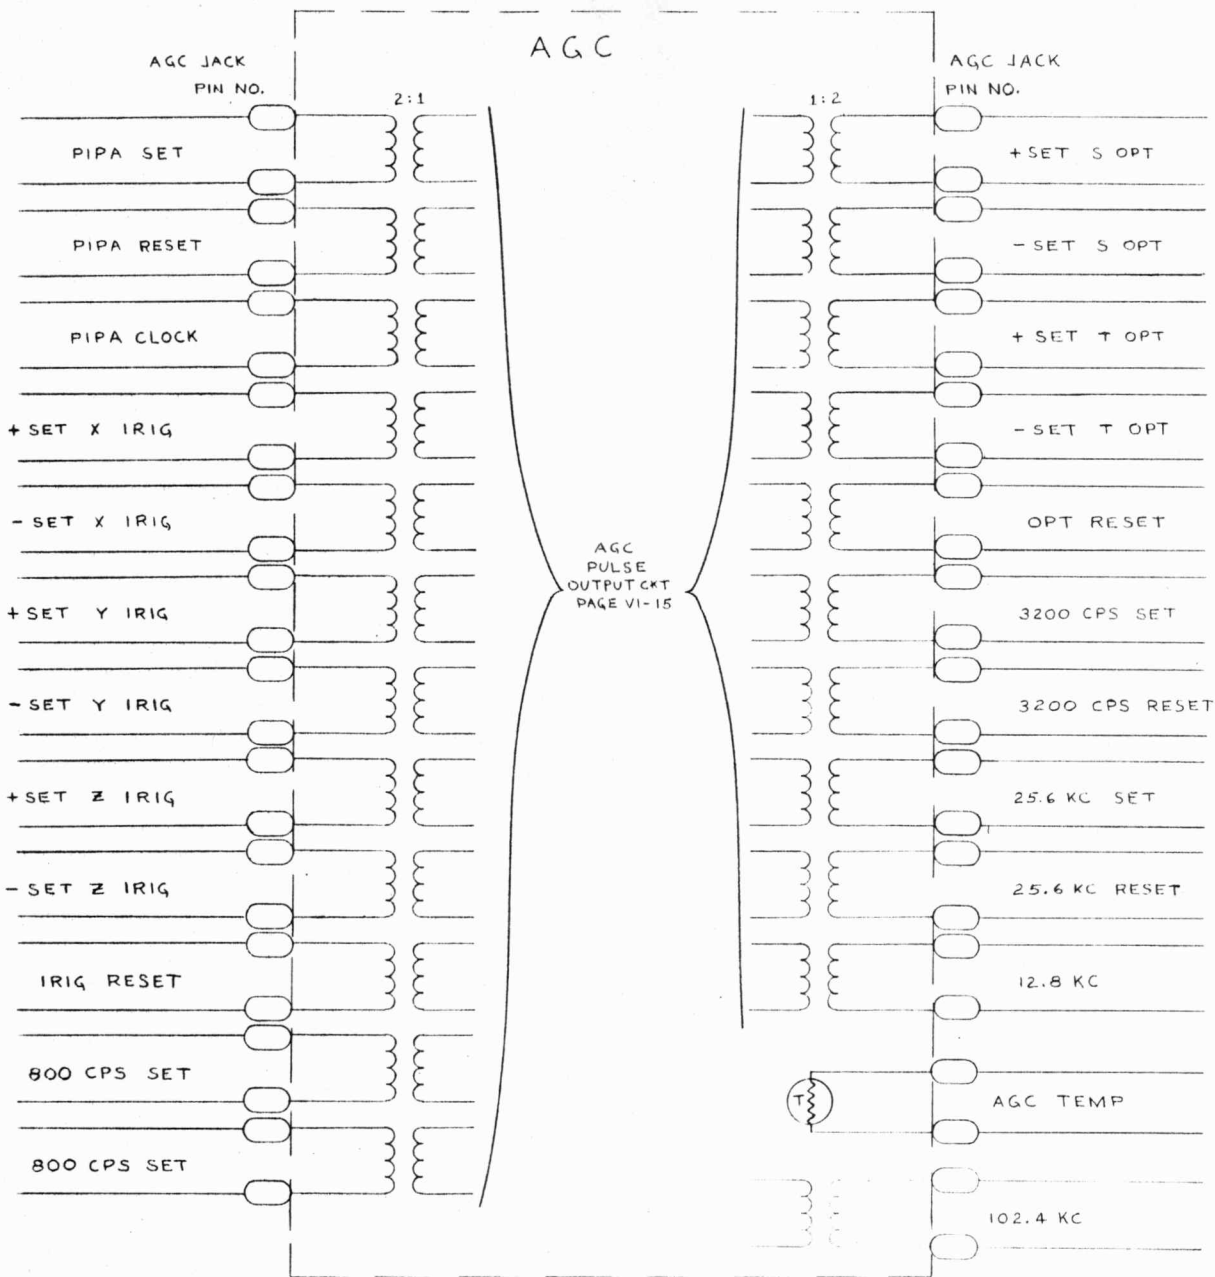 AGC
AGC JACK
PIN NO.
2:1
PIPA SET
PIPA RESET
PIPA CLOCK
+ SET X IRIG
- SET X IRIG
+ SET Y IRIG
- SET Y IRIG
+ SET Z IRIG
- SET Z IRIG
IRIG RESET
800 CPS SET
800 CPS SET
AGC
PULSE
OUTPUT CKT
PAGE VI-15
AGC JACK
PIN NO.
1:2
+ SET S OPT
- SET S OPT
+ SET T OPT
- SET T OPT
OPT RESET
3200 CPS SET
3200 CPS RESET
25.6 KC SET
25.6 KC RESET
12.8 KC
T
AGC TEMP
102.4 KC